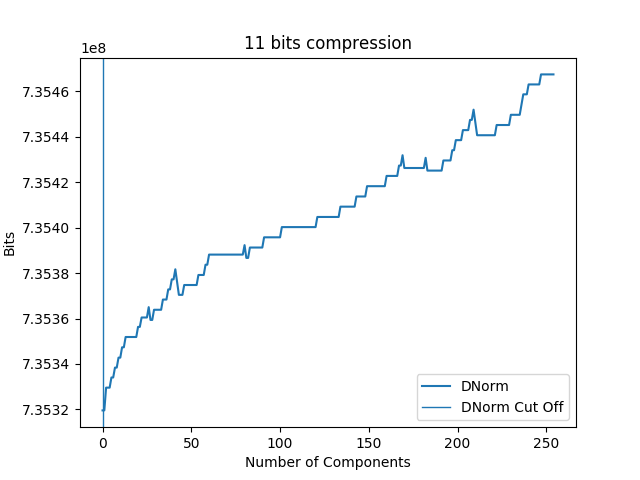 11 bits compression
1e8
7.3546
7.3544
7.3542
7.3540
7.3538
7.3536
7.3534
7.3532
Bits
0 50 100 150 200 250
Number of Components
DNorm
DNorm Cut Off